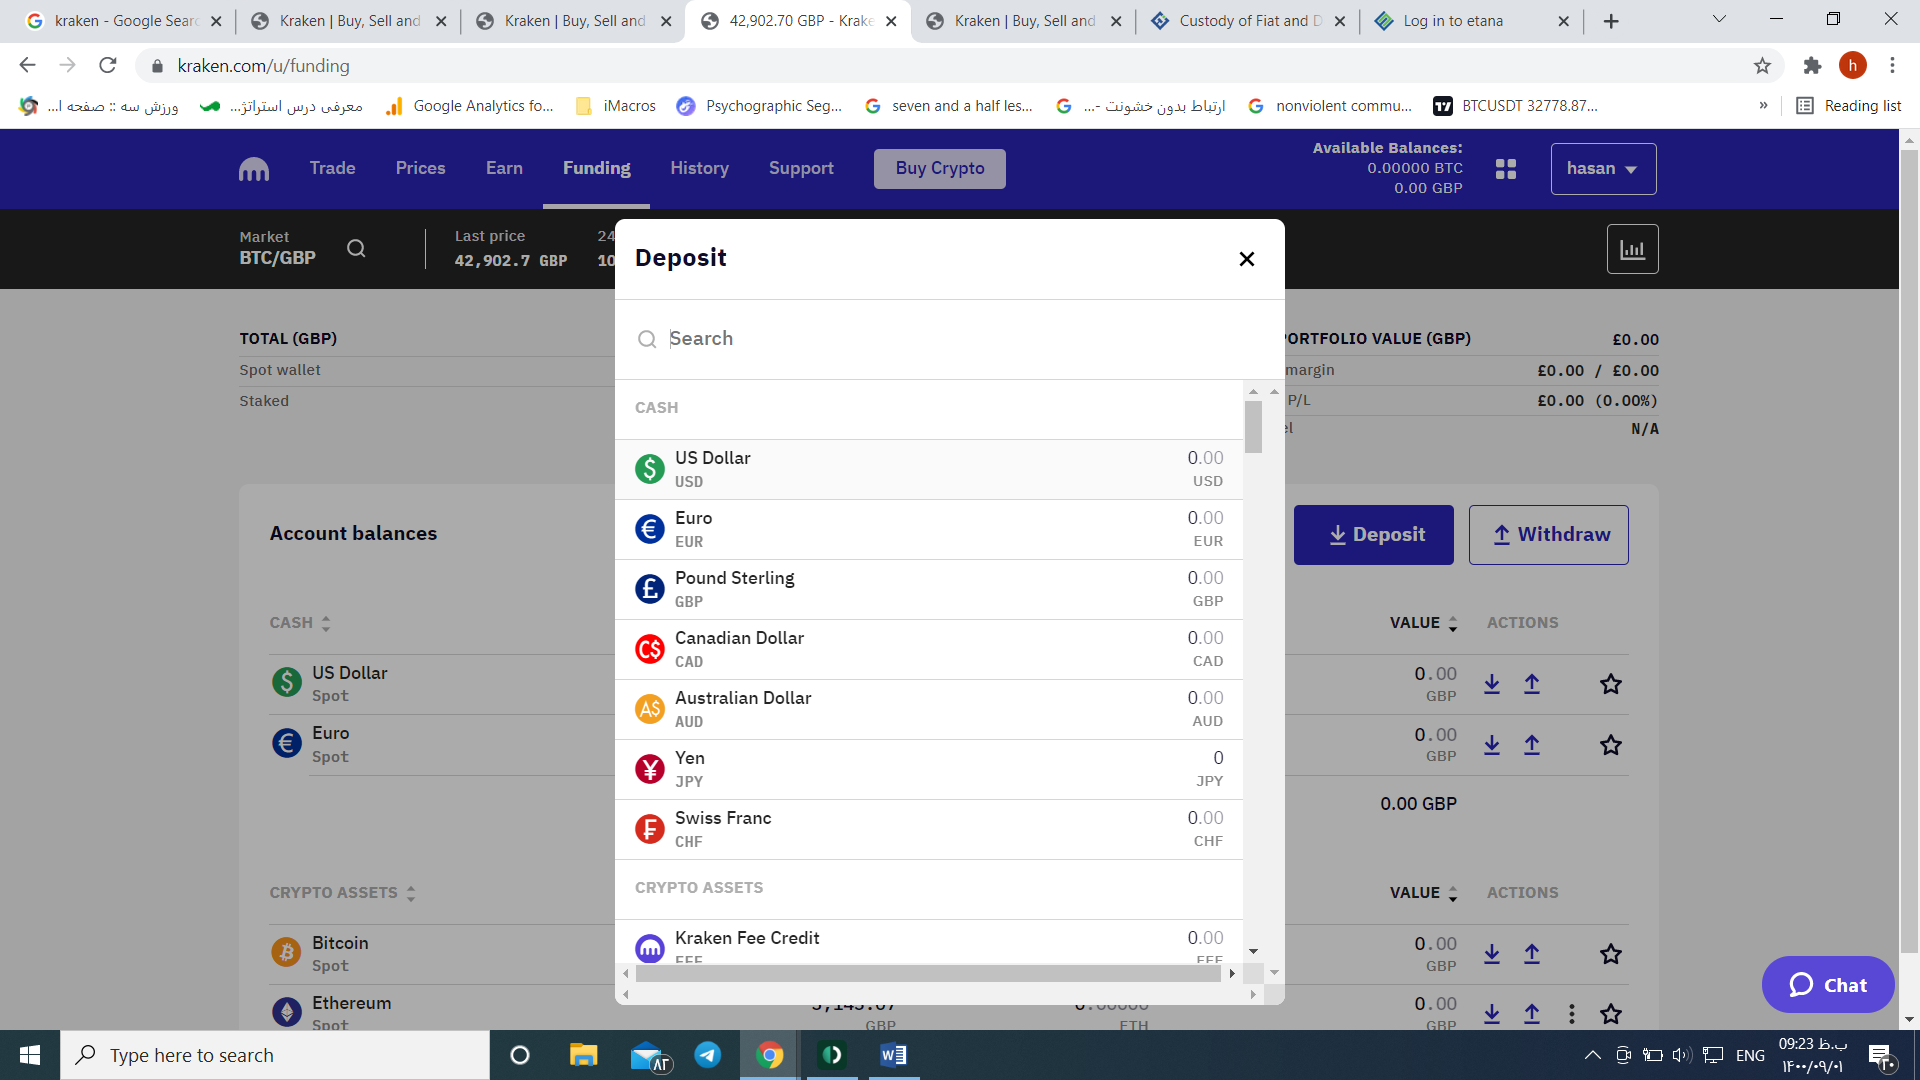 kraken - Google Searc
Kraken | Buy, Sell and
Kraken | Buy, Sell and
42,902.70 GBP - Krake
Kraken | Buy, Sell and
Custody of Fiat and D
Log in to etana
kraken.com/u/funding
h
ورزش سه :: صفحه ا...
معرفی درس استراتژ...
Google Analytics fo...
iMacros
Psychographic Seg...
seven and a half les...
ارتباط بدون خشونت -...
nonviolent commu...
BTCUSDT 32778.87...
»
Reading list
Trade
Prices
Earn
Funding
History
Support
Buy Crypto
Available Balances:
0.00000 BTC
0.00 GBP
hasan
Market
BTC/GBP
Last price
42,902.7 GBP
24
10
Deposit
Search
TOTAL (GBP)
Spot wallet
Staked
PORTFOLIO VALUE (GBP) £0.00
margin £0.00 / £0.00
P/L £0.00 (0.00%)
el N/A
CASH
US Dollar 0.00
USD USD
Euro 0.00
EUR EUR
Pound Sterling 0.00
GBP GBP
Canadian Dollar 0.00
CAD CAD
Australian Dollar 0.00
AUD AUD
Yen 0
JPY JPY
Swiss Franc 0.00
CHF CHF
CRYPTO ASSETS
Kraken Fee Credit 0.00
FEE FEE
Account balances
Deposit
Withdraw
CASH
VALUE
ACTIONS
US Dollar
Spot
0.00
GBP
Euro
Spot
0.00
GBP
0.00 GBP
CRYPTO ASSETS
VALUE
ACTIONS
Bitcoin
Spot
0.00
GBP
Ethereum
Spot
GBP
ETH
0.00
GBP
Chat
Type here to search
۸۲
ENG
09:23 ب.ظ
۱۴۰۰/۰۹/۰۱
۲۰